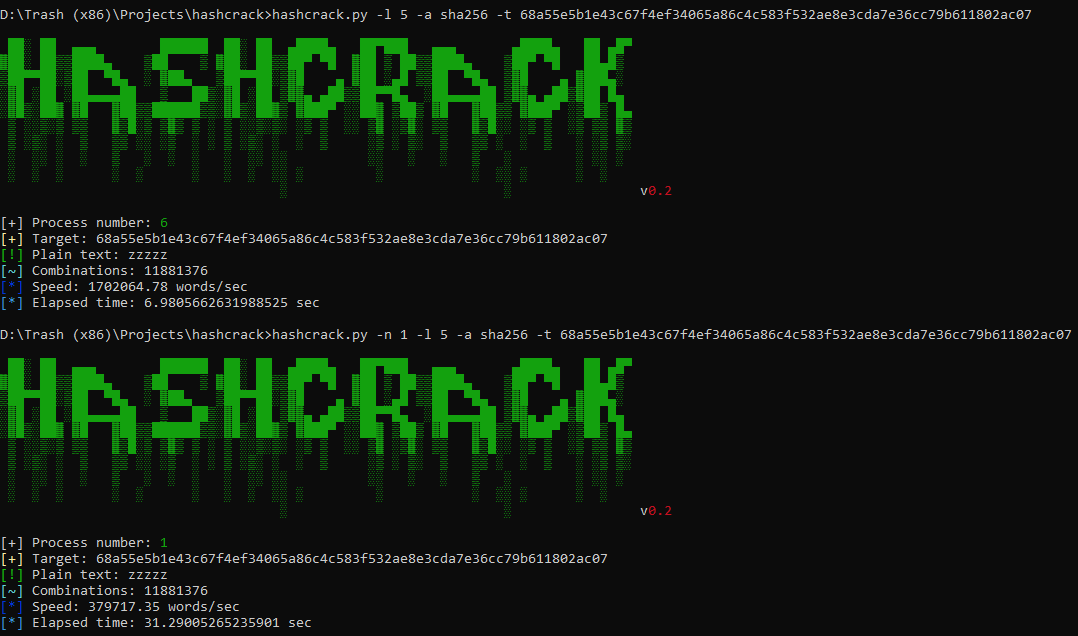 D:\Trash (x86)\Projects\hashcrack>hashcrack.py -l 5 -a sha256 -t 68a55e5b1e43c67f4ef34065a86c4c583f532ae8e3cda7e36cc79b611802ac07
HASHCRACK
v0.2
[+] Process number: 6
[+] Target: 68a55e5b1e43c67f4ef34065a86c4c583f532ae8e3cda7e36cc79b611802ac07
[!] Plain text: zzzzz
[~] Combinations: 11881376
[*] Speed: 1702064.78 words/sec
[*] Elapsed time: 6.9805662631988525 sec
D:\Trash (x86)\Projects\hashcrack>hashcrack.py -n 1 -l 5 -a sha256 -t 68a55e5b1e43c67f4ef34065a86c4c583f532ae8e3cda7e36cc79b611802ac07
HASHCRACK
v0.2
[+] Process number: 1
[+] Target: 68a55e5b1e43c67f4ef34065a86c4c583f532ae8e3cda7e36cc79b611802ac07
[!] Plain text: zzzzz
[~] Combinations: 11881376
[*] Speed: 379717.35 words/sec
[*] Elapsed time: 31.29005265235901 sec